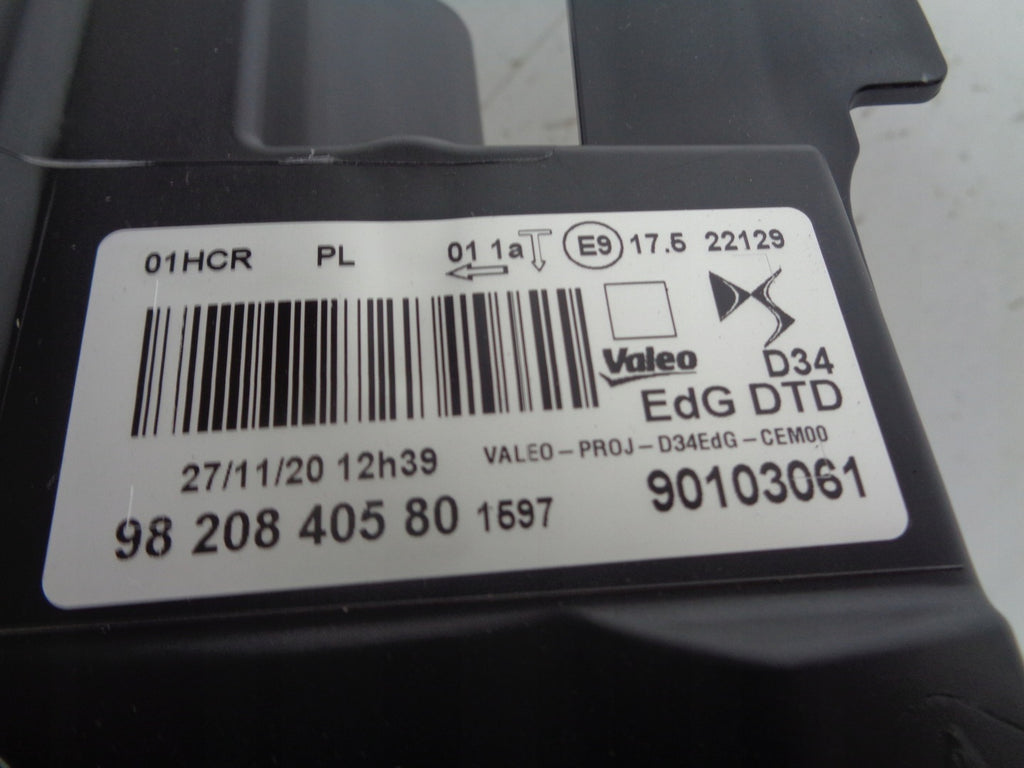 01HCR PL 01 1a E9 17.5 22129
Valeo D34
EdG DTD
VALEO-PROJ-D34EdG-CEM00
27/11/20 12h39
98 208 405 80 1597 90103061